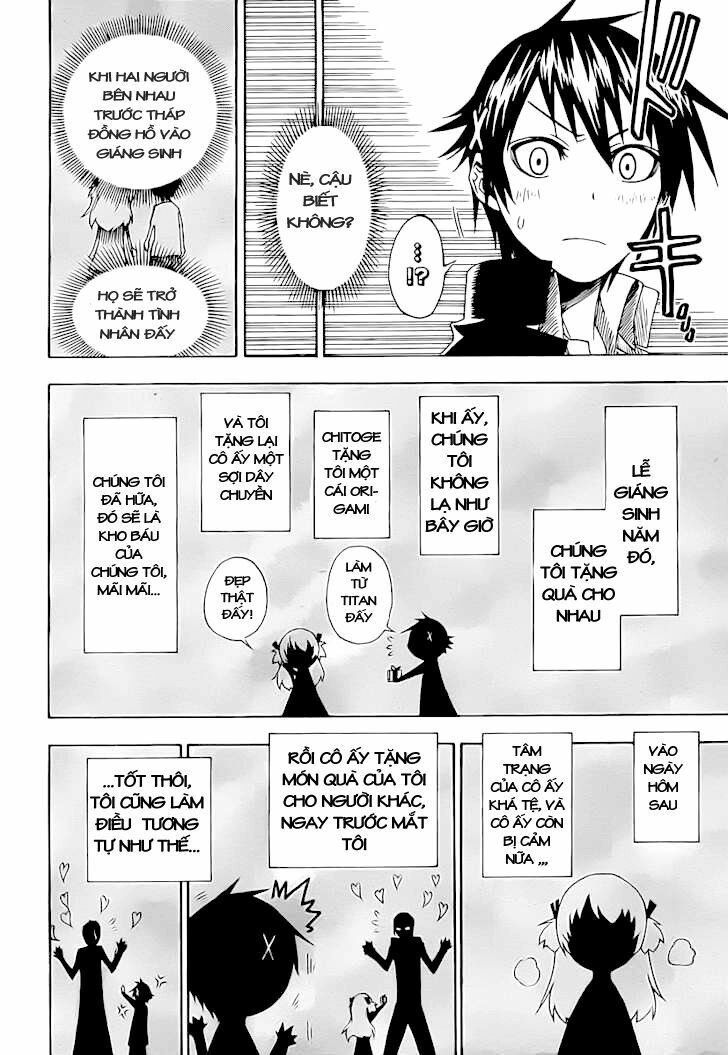 NÈ, CẬU
BIẾT
KHÔNG?
...
!?
KHI HAI NGƯỜI
BÊN NHAU
TRƯỚC THÁP
ĐỒNG HỒ VÀO
GIÁNG SINH
HỌ SẼ TRỞ
THÀNH TÌNH
NHÂN ĐẤY
LỄ
GIÁNG
SINH
NĂM
ĐÓ,
CHÚNG
TÔI TẶNG
QUÀ CHO
NHAU
KHI ẤY,
CHÚNG
TÔI
KHÔNG
LẠ NHƯ
BÂY GIỜ
CHITOGE
TẶNG
TÔI MỘT
CÁI ORI-
GAMI
VÀ TÔI
TẶNG LẠI
CÔ ẤY MỘT
SỢI DÂY
CHUYỀN
LÀM
TỪ
TITAN
ĐẤY
ĐẸP
THẬT
ĐẤY!
CHÚNG TÔI
ĐÃ HỨA,
ĐÓ SẼ LÀ
KHO BÁU
CỦA
CHÚNG TÔI,
MÃI MÃI...
VÀO
NGÀY
HÔM
SAU
TÂM
TRẠNG
CỦA CÔ ẤY
KHÁ TỆ, VÀ
CÔ ẤY CÒN
BỊ CẢM
NỮA ,,,
RỒI CÔ ẤY TẶNG
MÓN QUÀ CỦA TÔI
CHO NGƯỜI KHÁC,
NGAY TRƯỚC MẮT
TÔI
...TỐT THÔI,
TÔI CŨNG LÀM
ĐIỀU TƯƠNG
TỰ NHƯ THẾ...